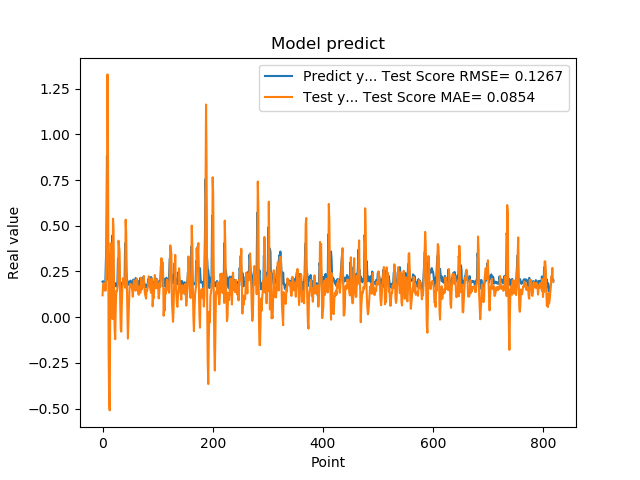 Model predict
Predict y... Test Score RMSE= 0.1267
Test y... Test Score MAE= 0.0854
Real value
1.25
1.00
0.75
0.50
0.25
0.00
−0.25
−0.50
0 200 400 600 800
Point